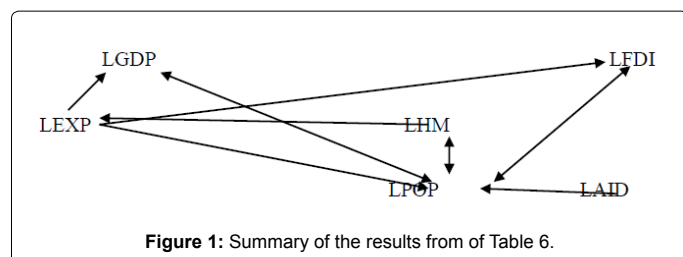 LGDP LFDI
LEXP LHM
LPOP LAID
Figure 1: Summary of the results from of Table 6.